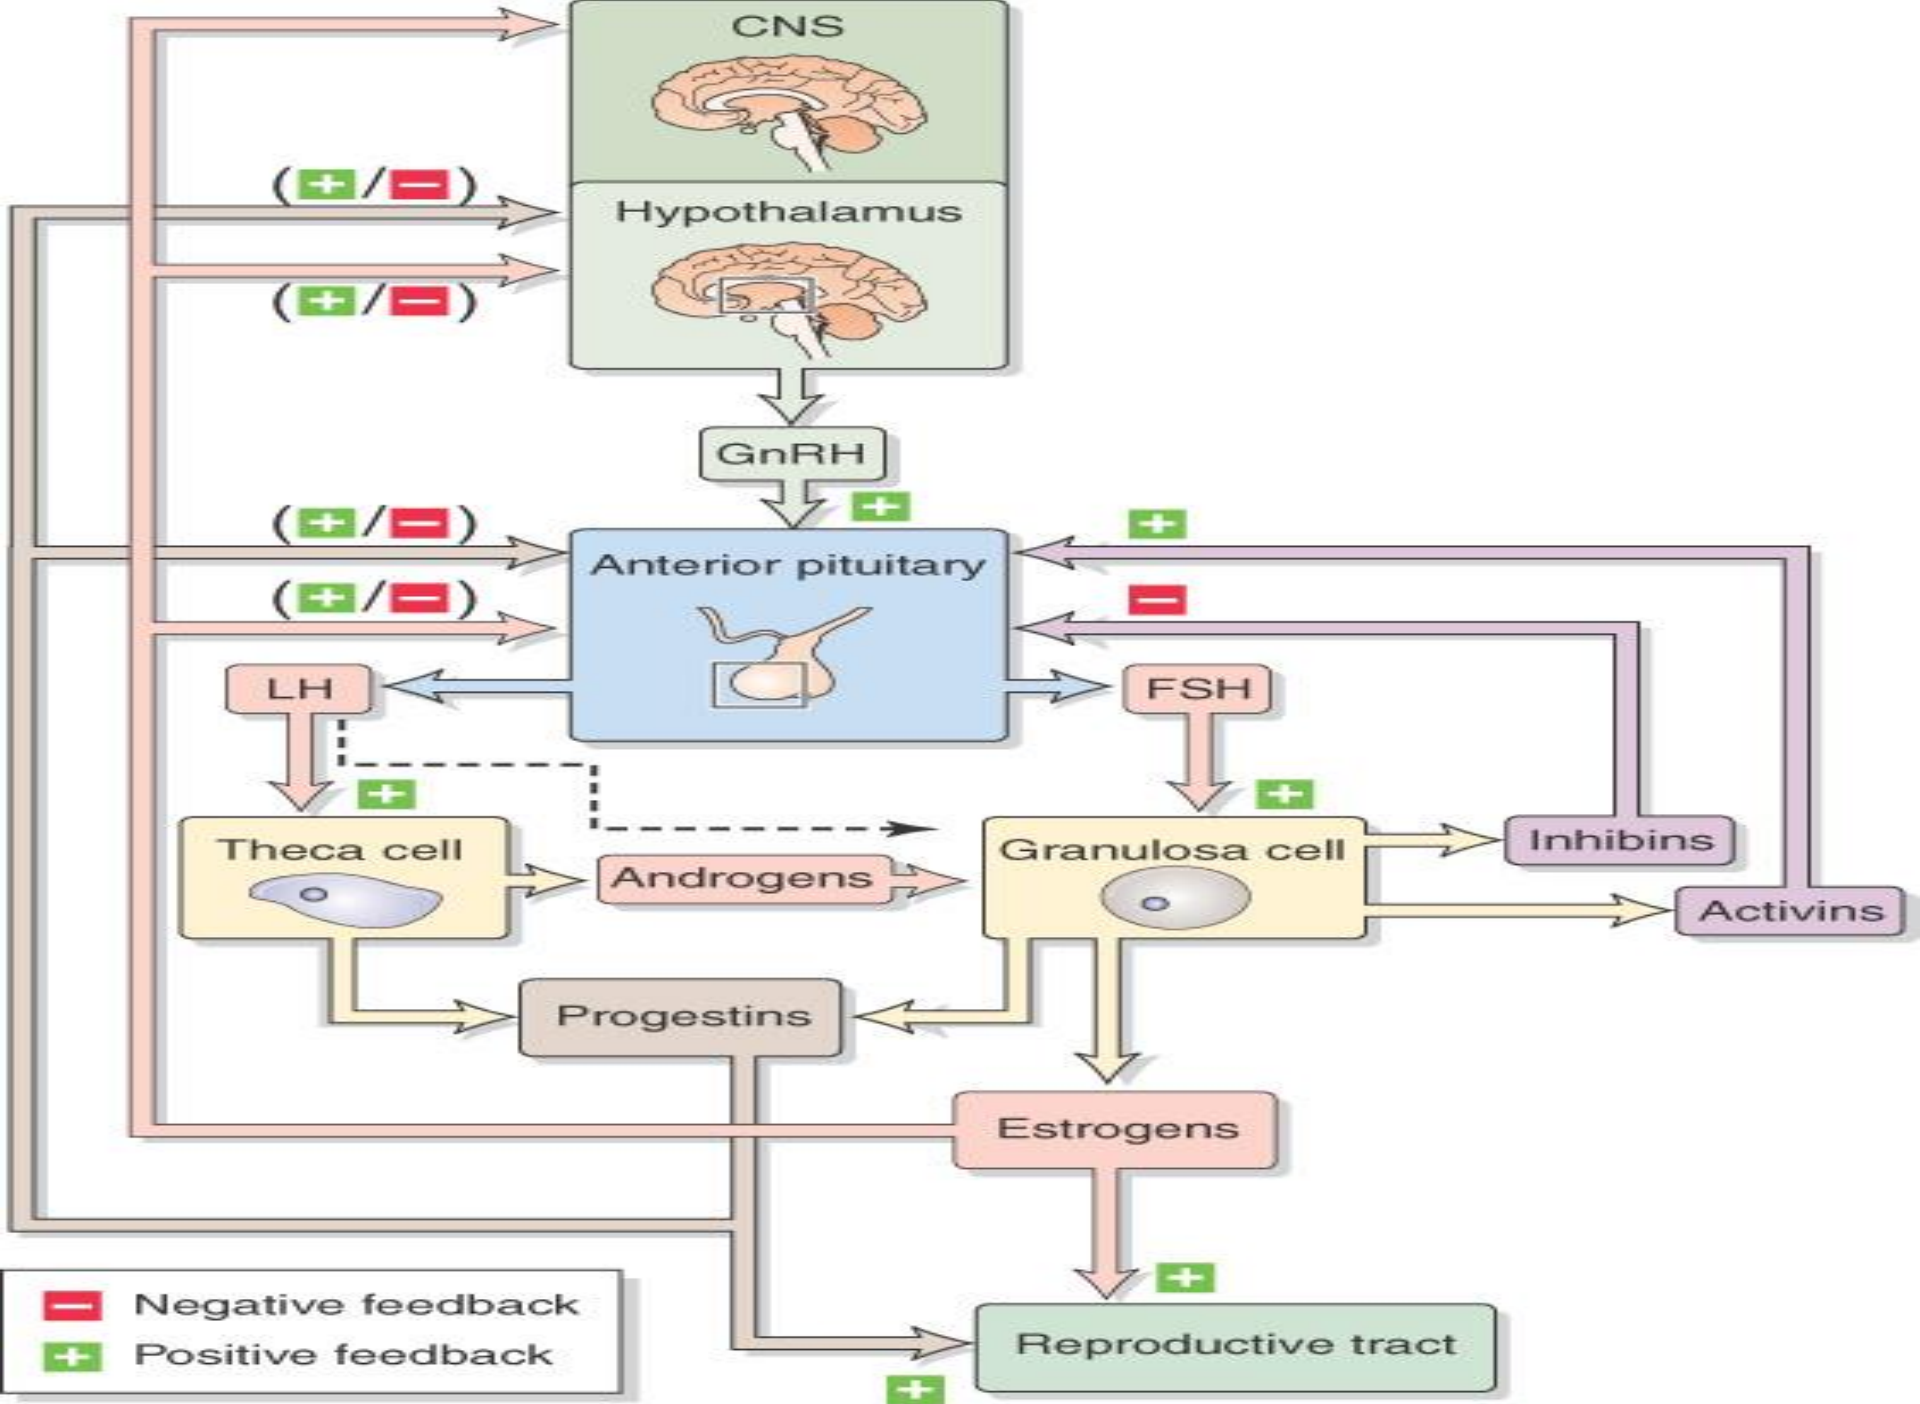 CNS
(+/−)
Hypothalamus
(+/−)
GnRH
+
(+/−)
+
Anterior pituitary
(+/−)
−
LH
FSH
+
+
Theca cell
Androgens
Granulosa cell
Inhibins
Activins
Progestins
Estrogens
+
− Negative feedback
+ Positive feedback
Reproductive tract
+